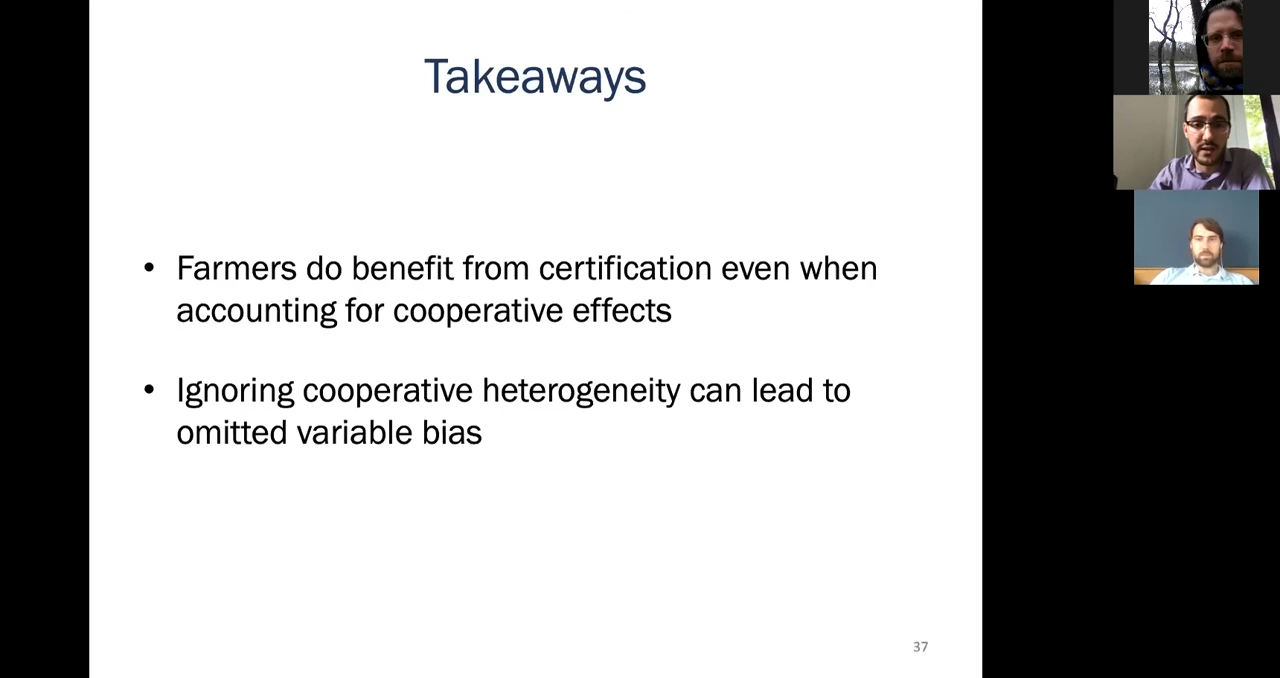 Takeaways
• Farmers do benefit from certification even when
accounting for cooperative effects
• Ignoring cooperative heterogeneity can lead to
omitted variable bias
37